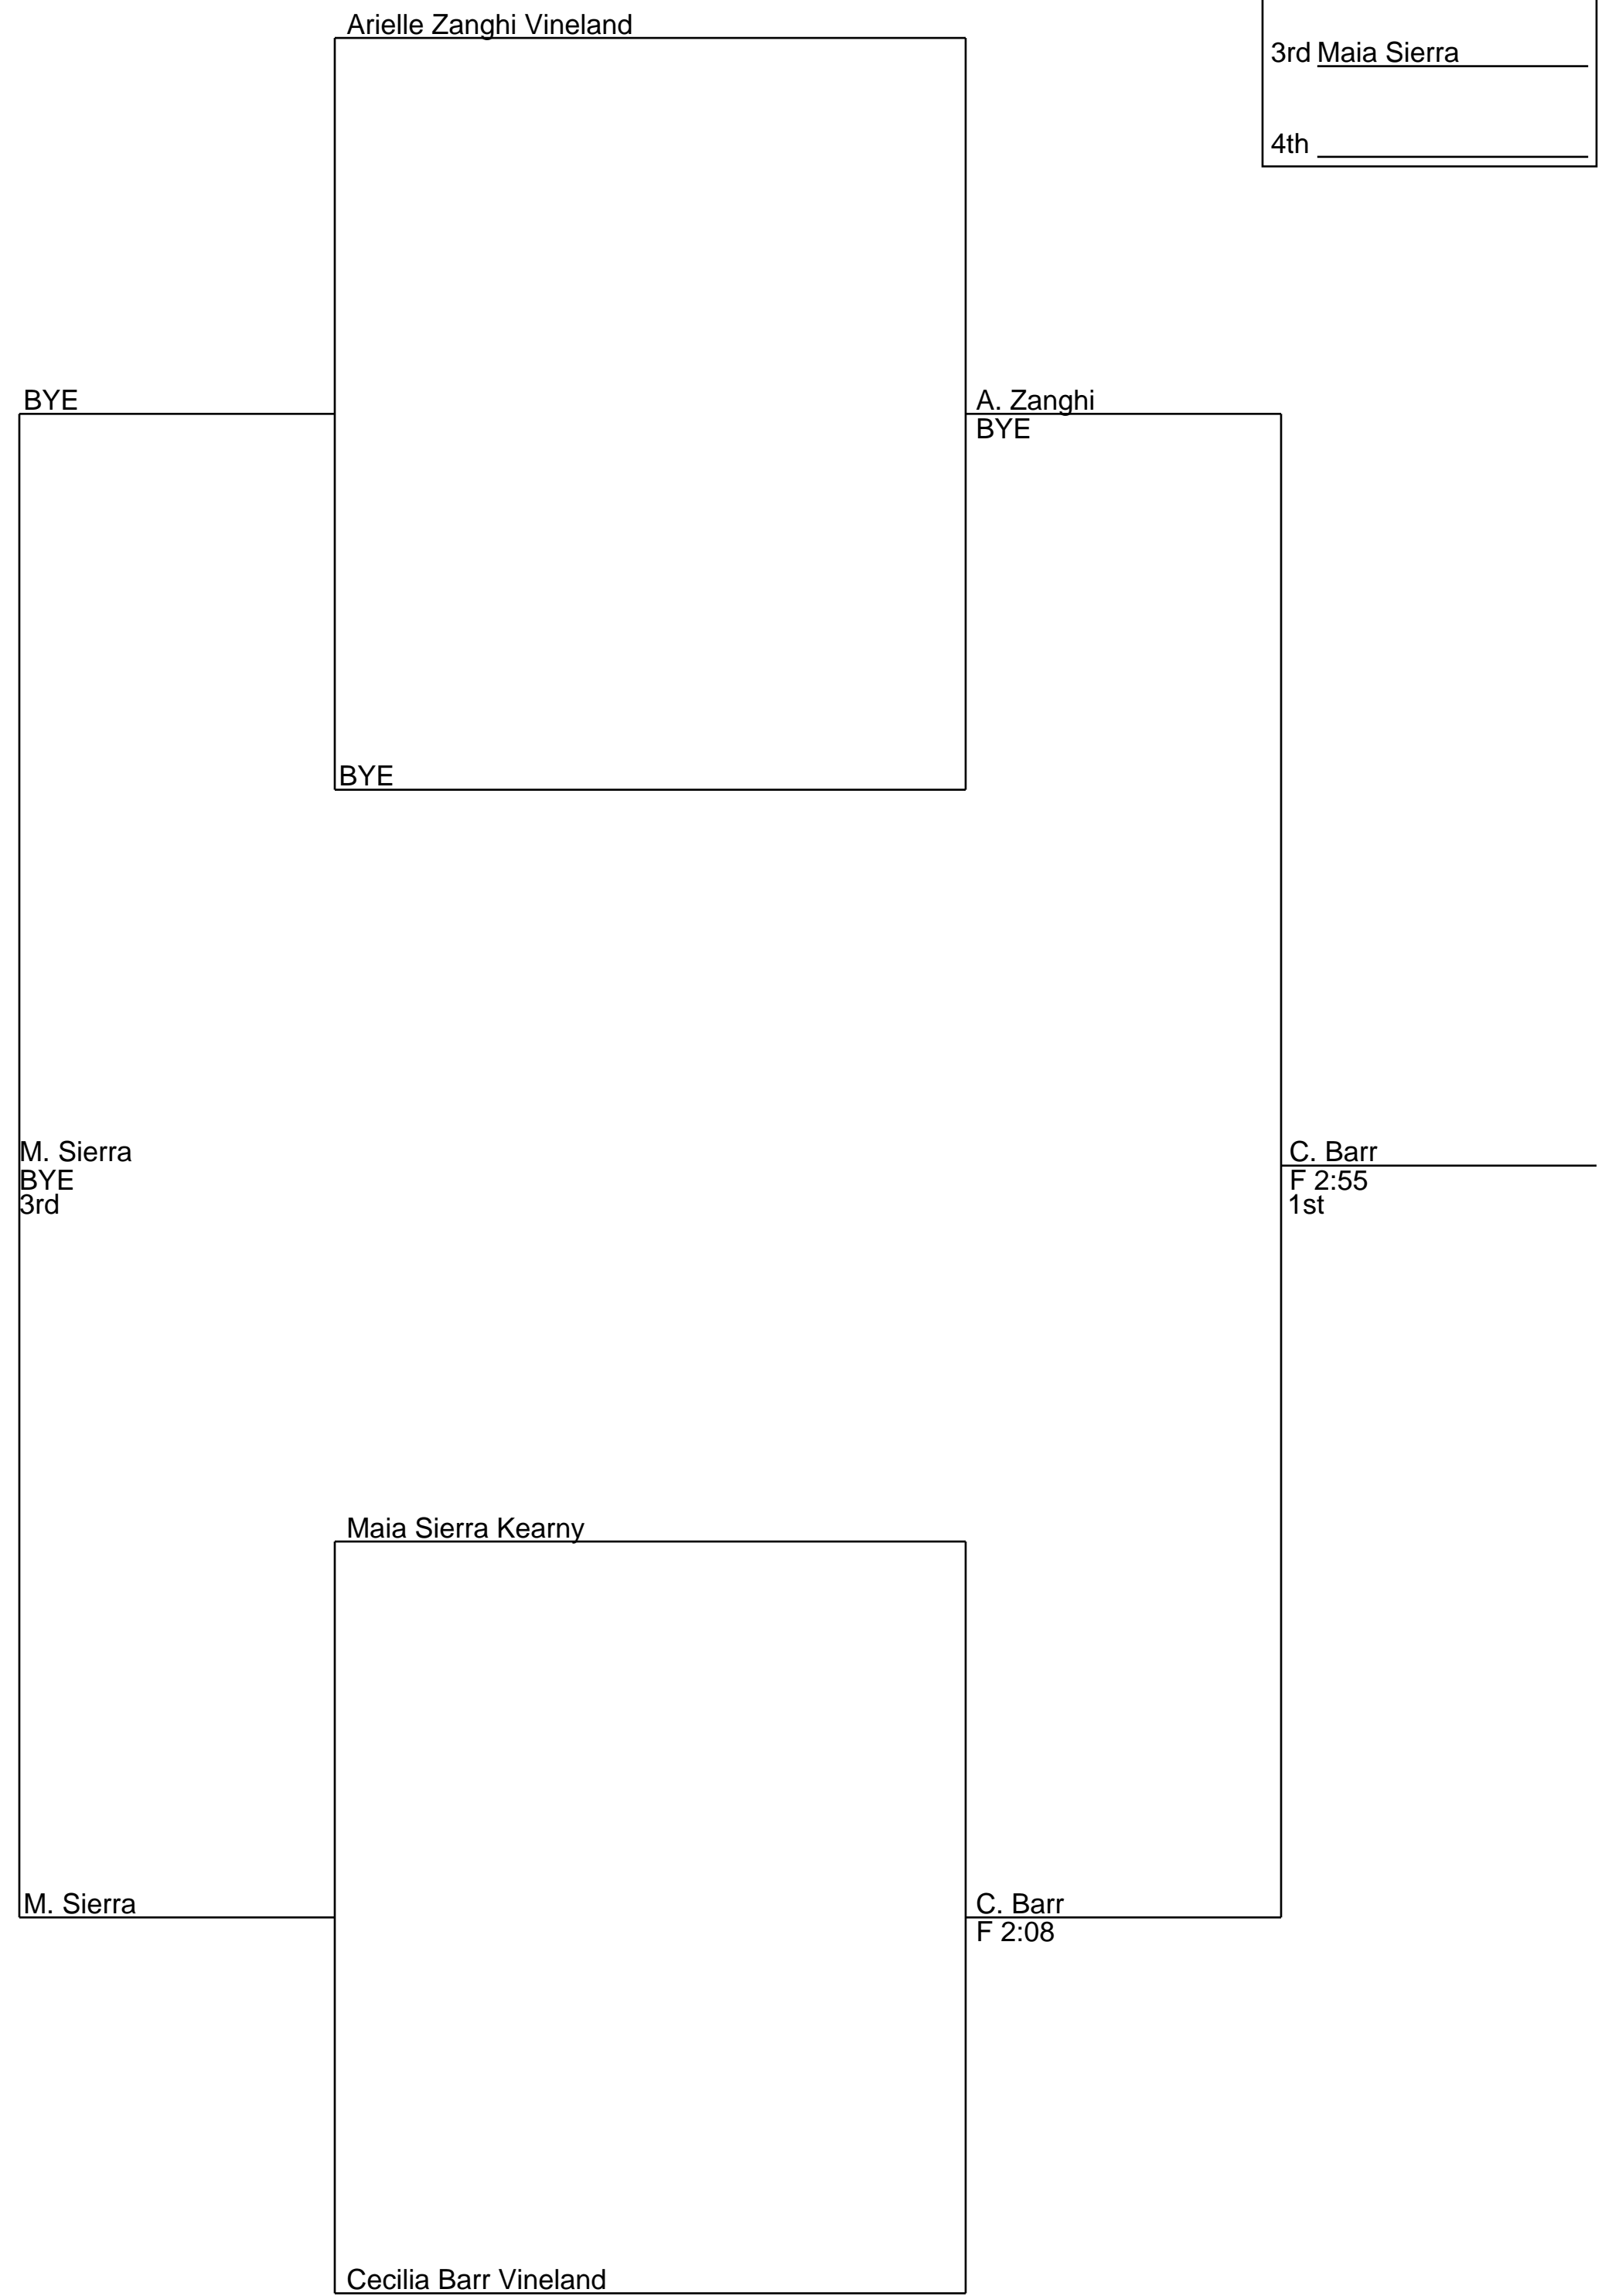 Arielle Zanghi Vineland
3rd Maia Sierra
4th
BYE
A. Zanghi
BYE
BYE
M. Sierra
BYE
3rd
C. Barr
F 2:55
1st
Maia Sierra Kearny
M. Sierra
C. Barr
F 2:08
Cecilia Barr Vineland